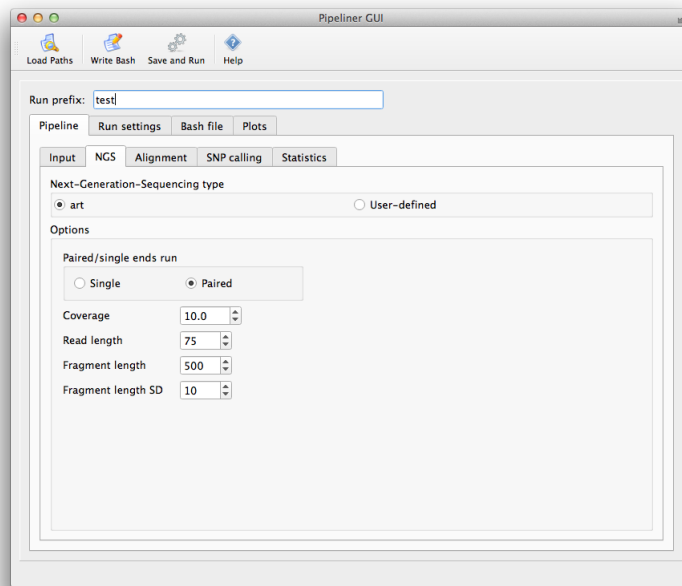 Pipeliner GUI
Load Paths Write Bash Save and Run Help
Run prefix: test
Pipeline Run settings Bash file Plots
Input NGS Alignment SNP calling Statistics
Next-Generation-Sequencing type
art User-defined
Options
Paired/single ends run
Single Paired
Coverage 10.0
Read length 75
Fragment length 500
Fragment length SD 10